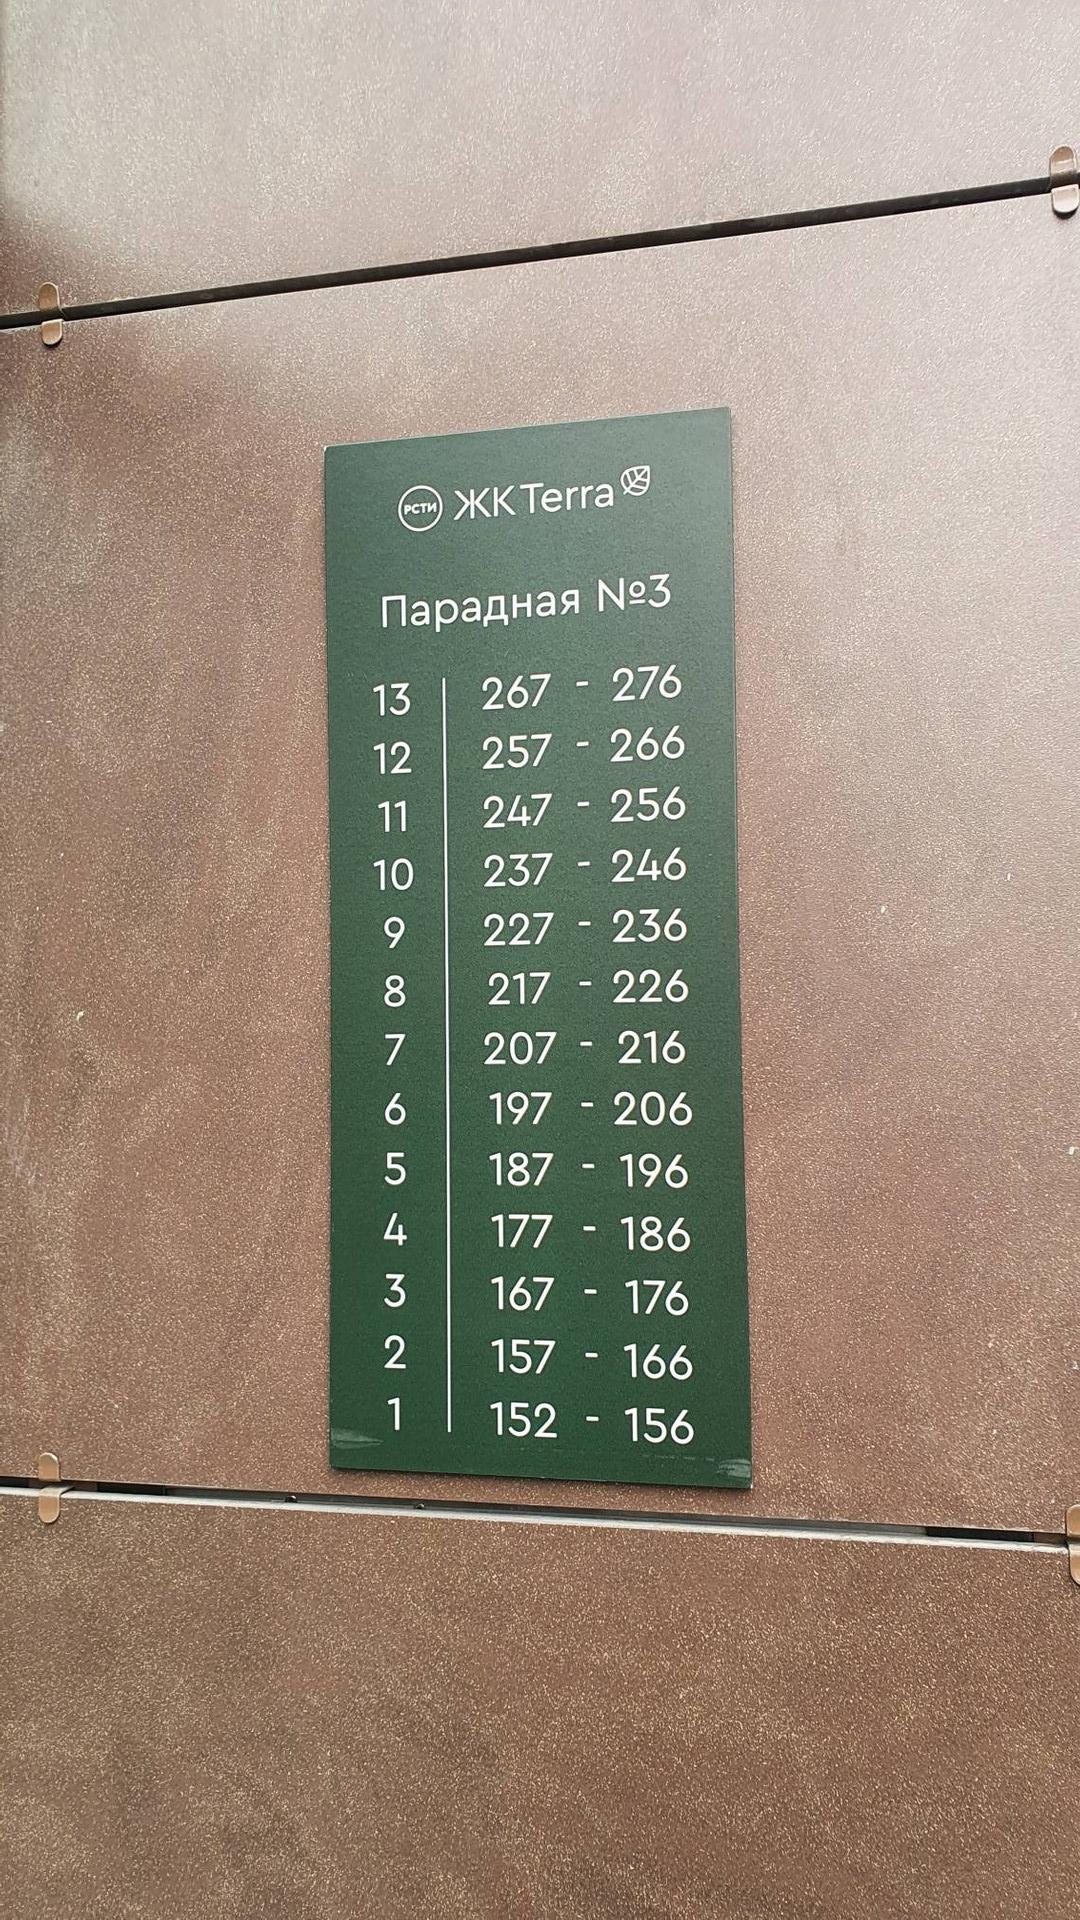 РСТИ ЖК Terra
Парадная №3
13 267 - 276
12 257 - 266
11 247 - 256
10 237 - 246
9 227 - 236
8 217 - 226
7 207 - 216
6 197 - 206
5 187 - 196
4 177 - 186
3 167 - 176
2 157 - 166
1 152 - 156